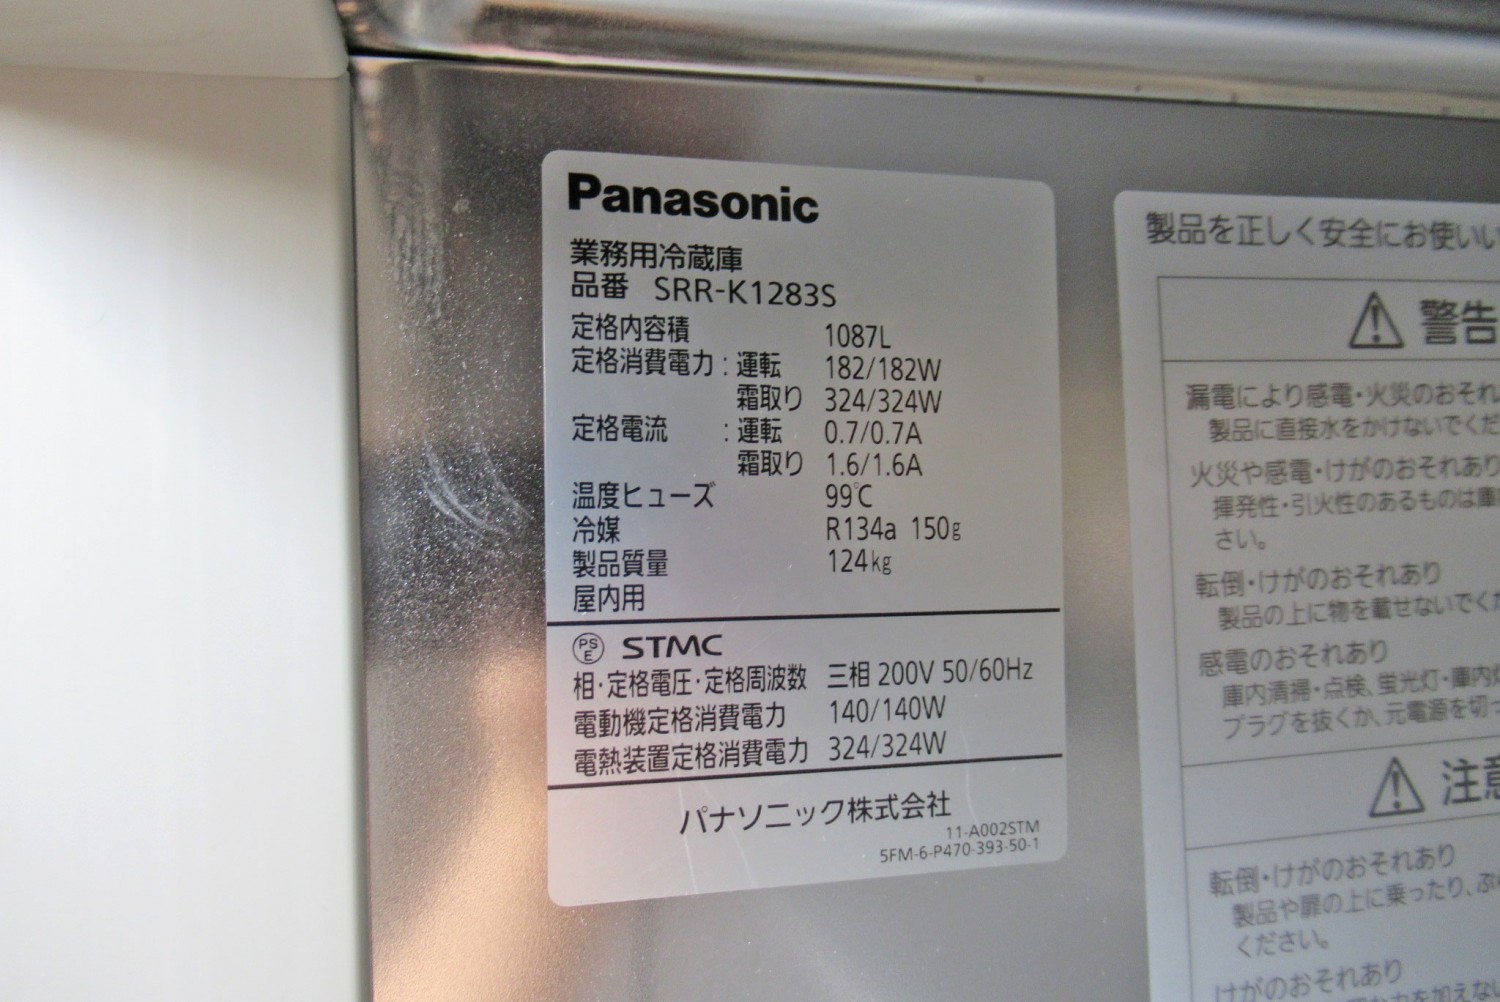 Panasonic
業務用冷蔵庫
品番 SRR-K1283S
定格内容積 1087L
定格消費電力:運転 182/182W
霜取り 324/324W
定格電流 :運転 0.7/0.7A
霜取り 1.6/1.6A
温度ヒューズ 99℃
冷媒 R134a 150g
製品質量 124kg
屋内用
PSE STMC
相・定格電圧・定格周波数 三相 200V 50/60Hz
電動機定格消費電力 140/140W
電熱装置定格消費電力 324/324W
パナソニック株式会社
11-A002STM
5FM-6-P470-393-50-1
製品を正しく安全にお使いい
警告
漏電により感電・火災のおそれ
製品に直接水をかけないでくだ
火災や感電・けがのおそれあり
揮発性・引火性のあるものは庫
さい。
転倒・けがのおそれあり
製品の上に物を載せないでくだ
感電のおそれあり
庫内清掃・点検、蛍光灯・庫内灯
プラグを抜くか、元電源を切っ
注意
転倒・けがのおそれあり
製品や扉の上に乗ったり、ぶ
ください。
けがのおそれあり
を加えない